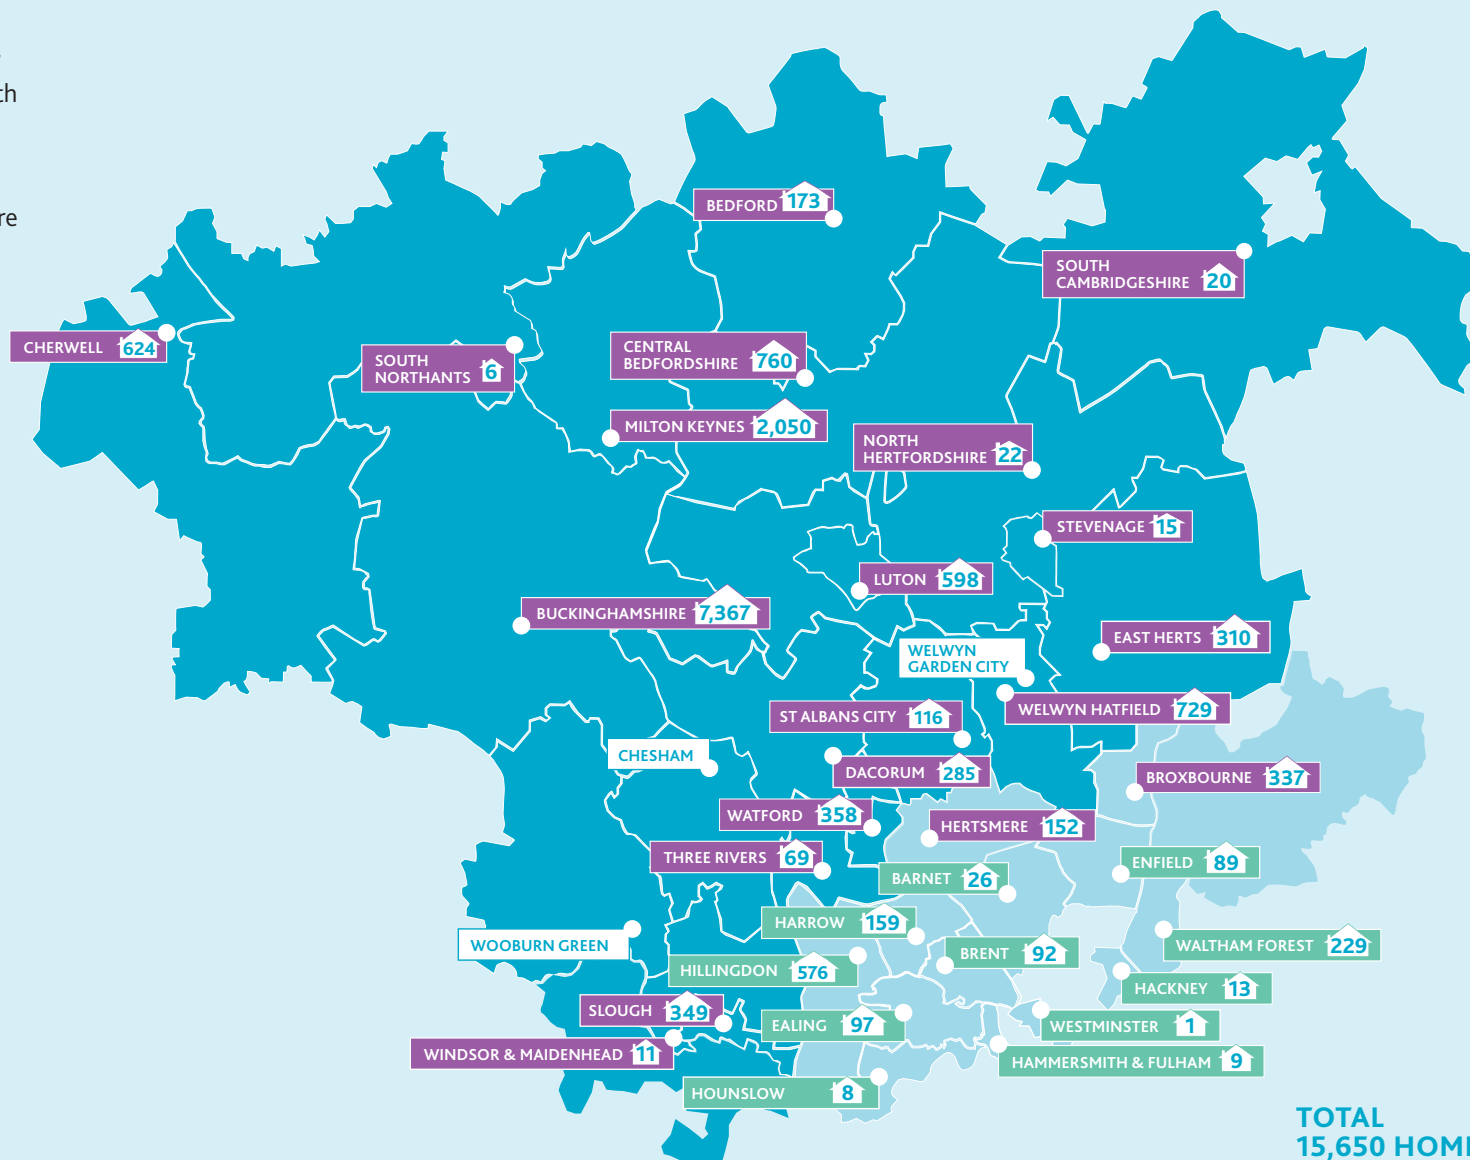 BEDFORD 173
SOUTH
CAMBRIDGESHIRE 20
CHERWELL 624
SOUTH
NORTHANTS 6
CENTRAL
BEDFORDSHIRE 760
MILTON KEYNES 2,050
NORTH
HERTFORDSHIRE 22
STEVENAGE 15
LUTON 598
BUCKINGHAMSHIRE 7,367
EAST HERTS 310
WELWYN
GARDEN CITY
WELWYN HATFIELD 729
ST ALBANS CITY 116
CHESHAM
DACORUM 285
BROXBOURNE 337
WATFORD 358
HERTSMERE 152
THREE RIVERS 69
ENFIELD 89
BARNET 26
HARROW 159
WOOBURN GREEN
BRENT 92
WALTHAM FOREST 229
HILLINGDON 576
HACKNEY 13
SLOUGH 349
EALING 97
WESTMINSTER 1
WINDSOR & MAIDENHEAD 11
HAMMERSMITH & FULHAM 9
HOUNSLOW 8
TOTAL
15,650